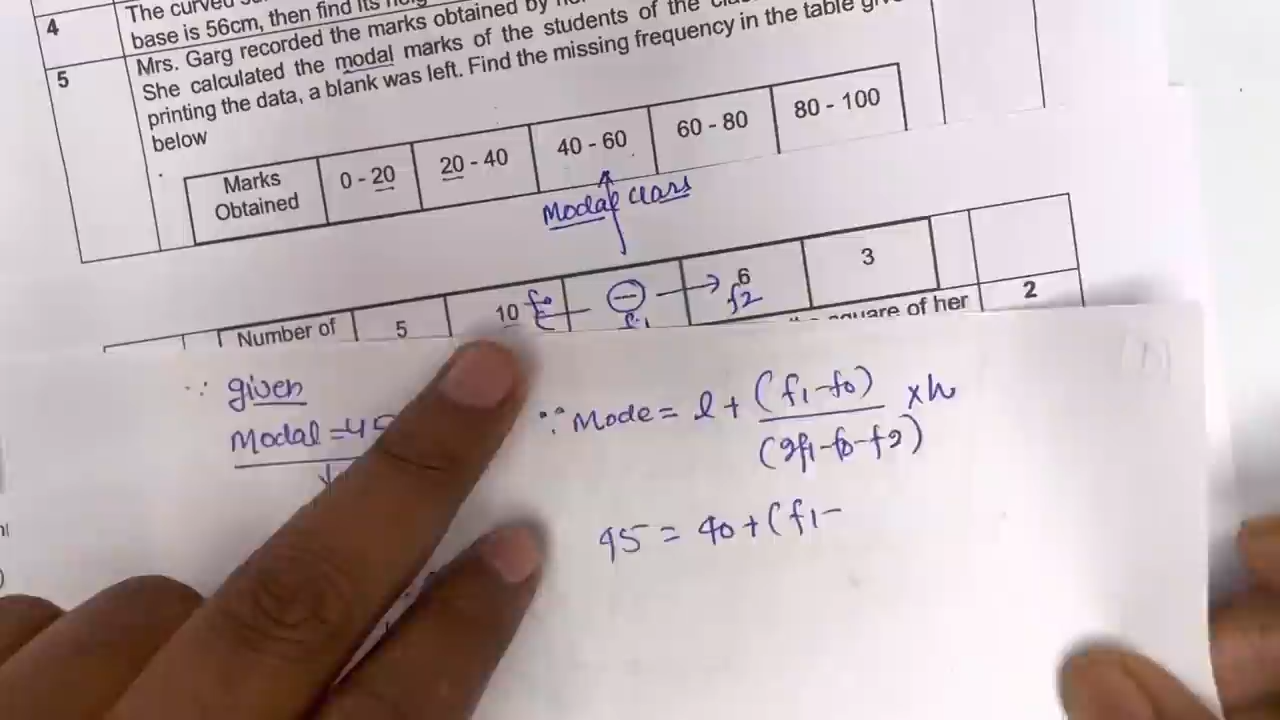 4
The curved
base is 56cm, then find its
5
Mrs. Garg recorded the marks obtained by
She calculated the modal marks of the students of the
printing the data, a blank was left. Find the missing frequency in the table
below
Marks Obtained 0 - 20 20 - 40 40 - 60 60 - 80 80 - 100
Modal class
Number of 5 10 f0 f1 6 f2 3
square of her 2
∵ given
Modal = 45
∵ Mode = l + (f1-f0) / (2f1-f0-f2) × h
45 = 40 + (f1-